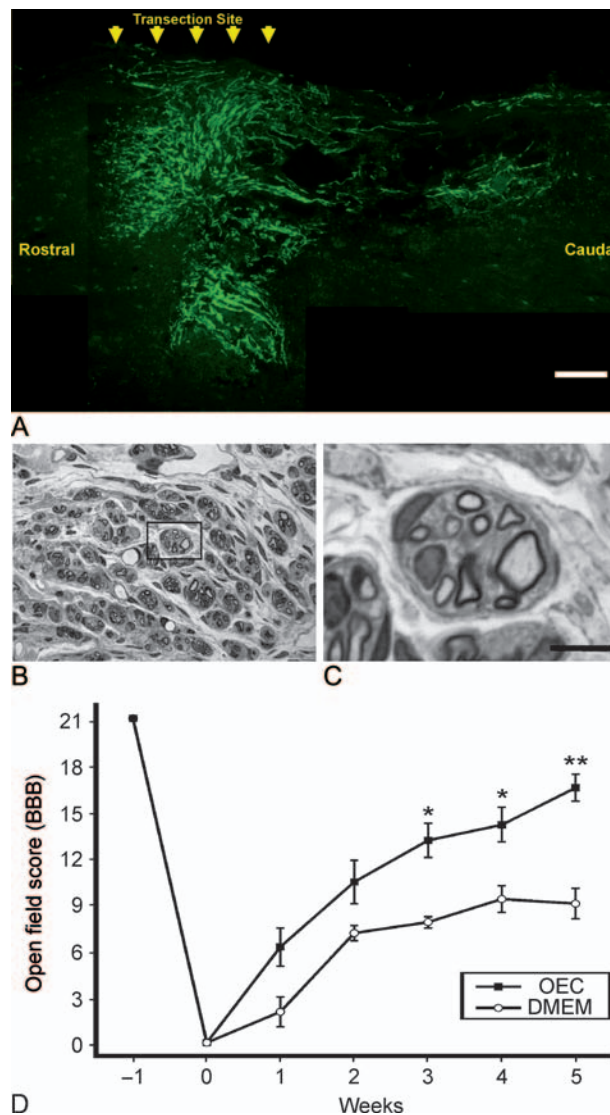 Transection Site
Rostral
Cauda
A
B
C
Open field score (BBB)
21
18
15
12
9
6
3
0
*
*
**
OEC
DMEM
−1
0
1
2
3
4
5
D
Weeks